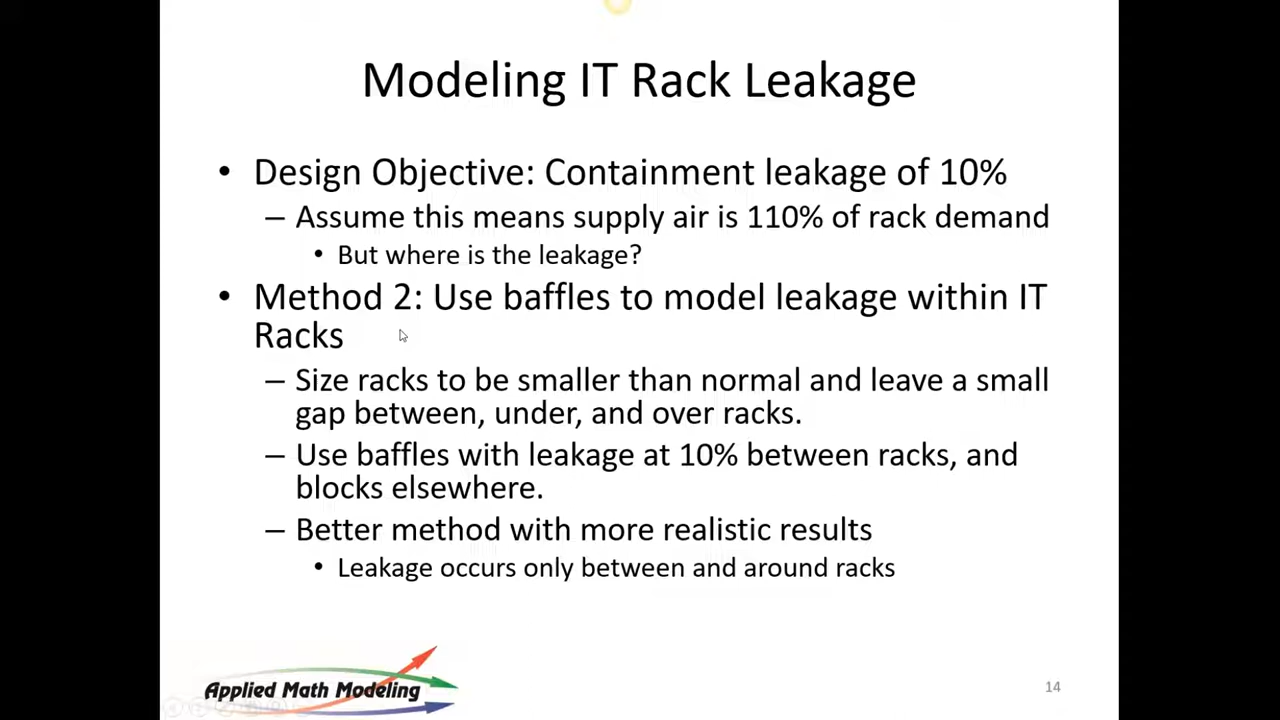 Modeling IT Rack Leakage
• Design Objective: Containment leakage of 10%
– Assume this means supply air is 110% of rack demand
• But where is the leakage?
• Method 2: Use baffles to model leakage within IT
Racks
– Size racks to be smaller than normal and leave a small
gap between, under, and over racks.
– Use baffles with leakage at 10% between racks, and
blocks elsewhere.
– Better method with more realistic results
• Leakage occurs only between and around racks
Applied Math Modeling
14